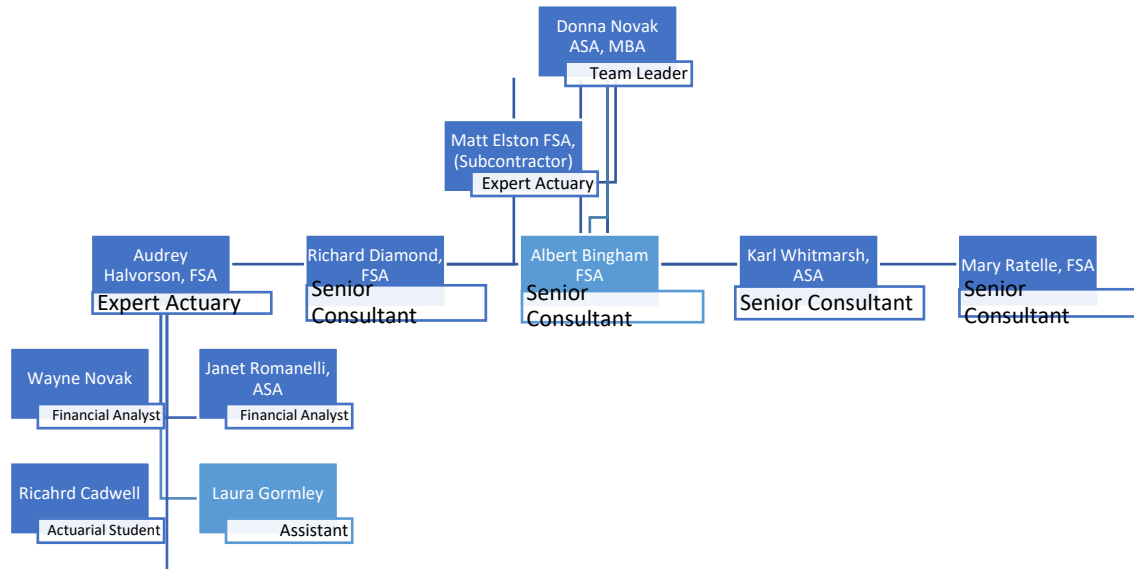 Donna Novak
ASA, MBA
Team Leader
Matt Elston FSA,
(Subcontractor)
Expert Actuary
Audrey
Halvorson, FSA
Expert Actuary
Richard Diamond,
FSA
Senior
Consultant
Albert Bingham
FSA
Senior
Consultant
Karl Whitmarsh,
ASA
Senior Consultant
Mary Ratelle, FSA
Senior
Consultant
Wayne Novak
Financial Analyst
Janet Romanelli,
ASA
Financial Analyst
Ricahrd Cadwell
Actuarial Student
Laura Gormley
Assistant